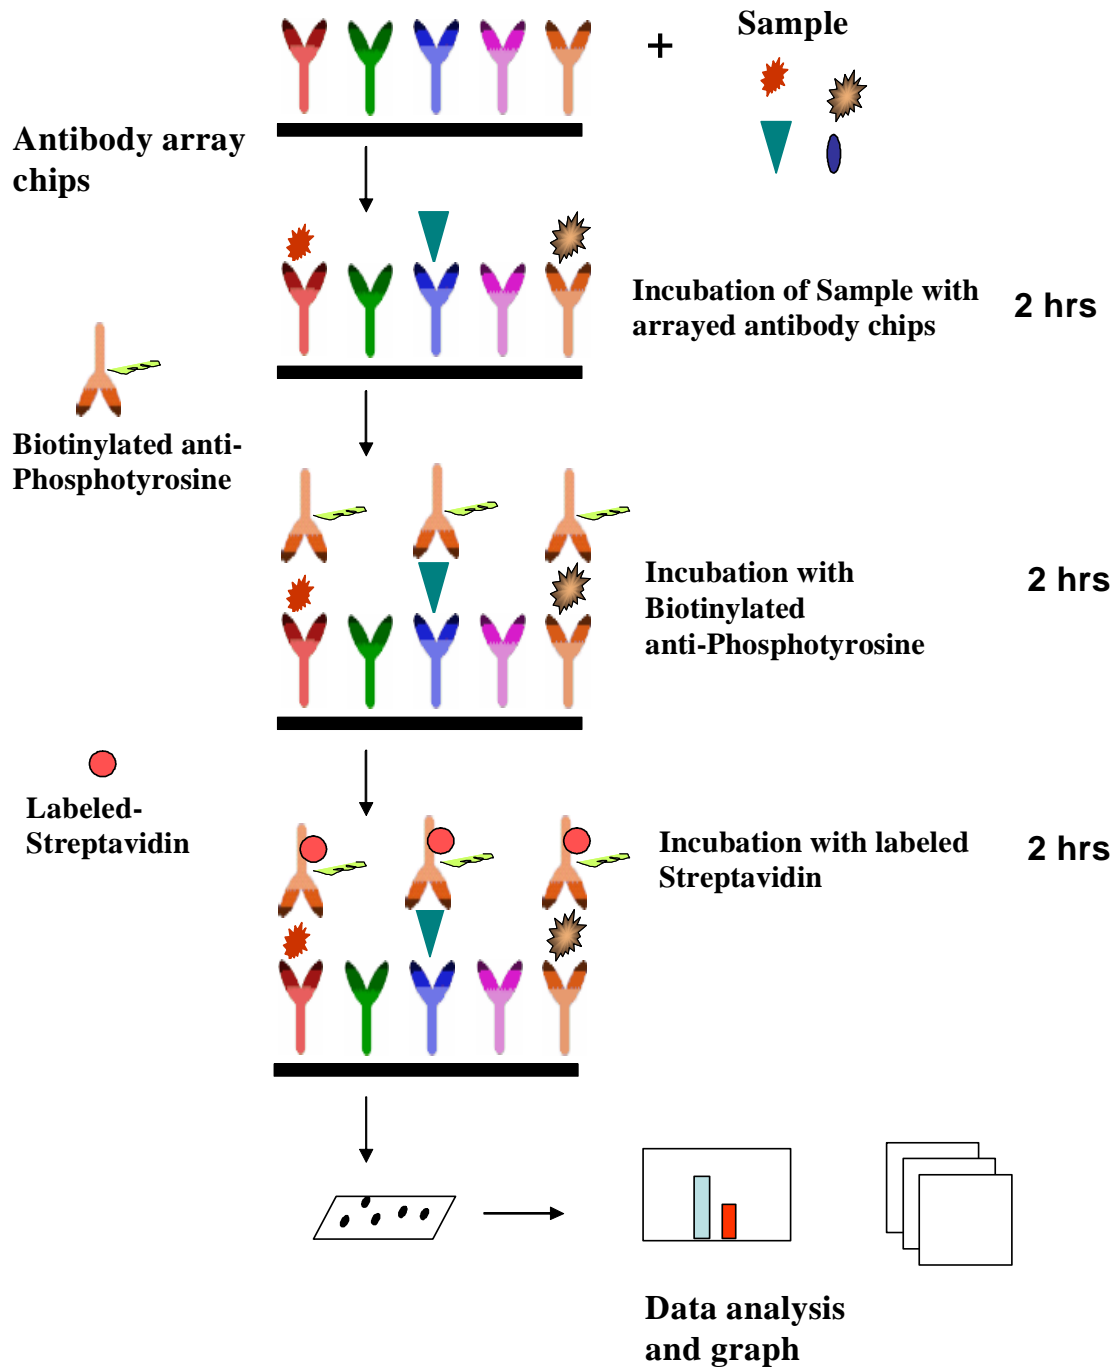 +
Sample
Antibody array
chips
Incubation of Sample with
arrayed antibody chips
2 hrs
Biotinylated anti-
Phosphotyrosine
Incubation with
Biotinylated
anti-Phosphotyrosine
2 hrs
Labeled-
Streptavidin
Incubation with labeled
Streptavidin
2 hrs
Data analysis
and graph